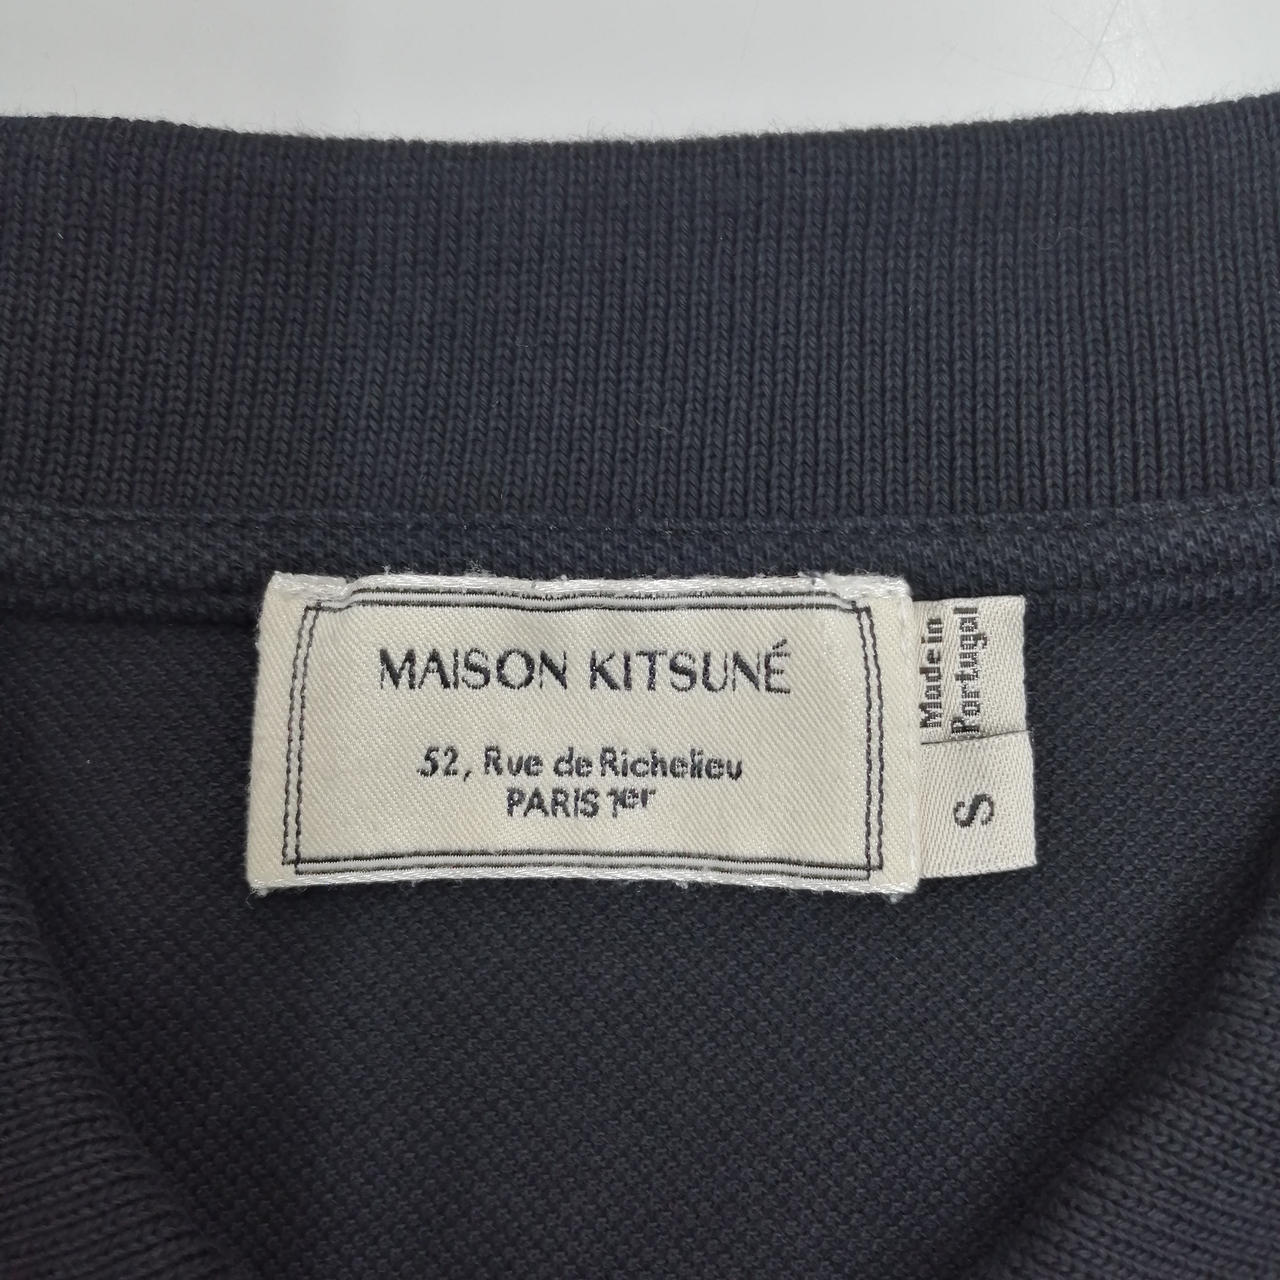 MAISON KITSUNÉ
52, Rue de Richelieu
PARIS 1er
Made in
Portugal
S